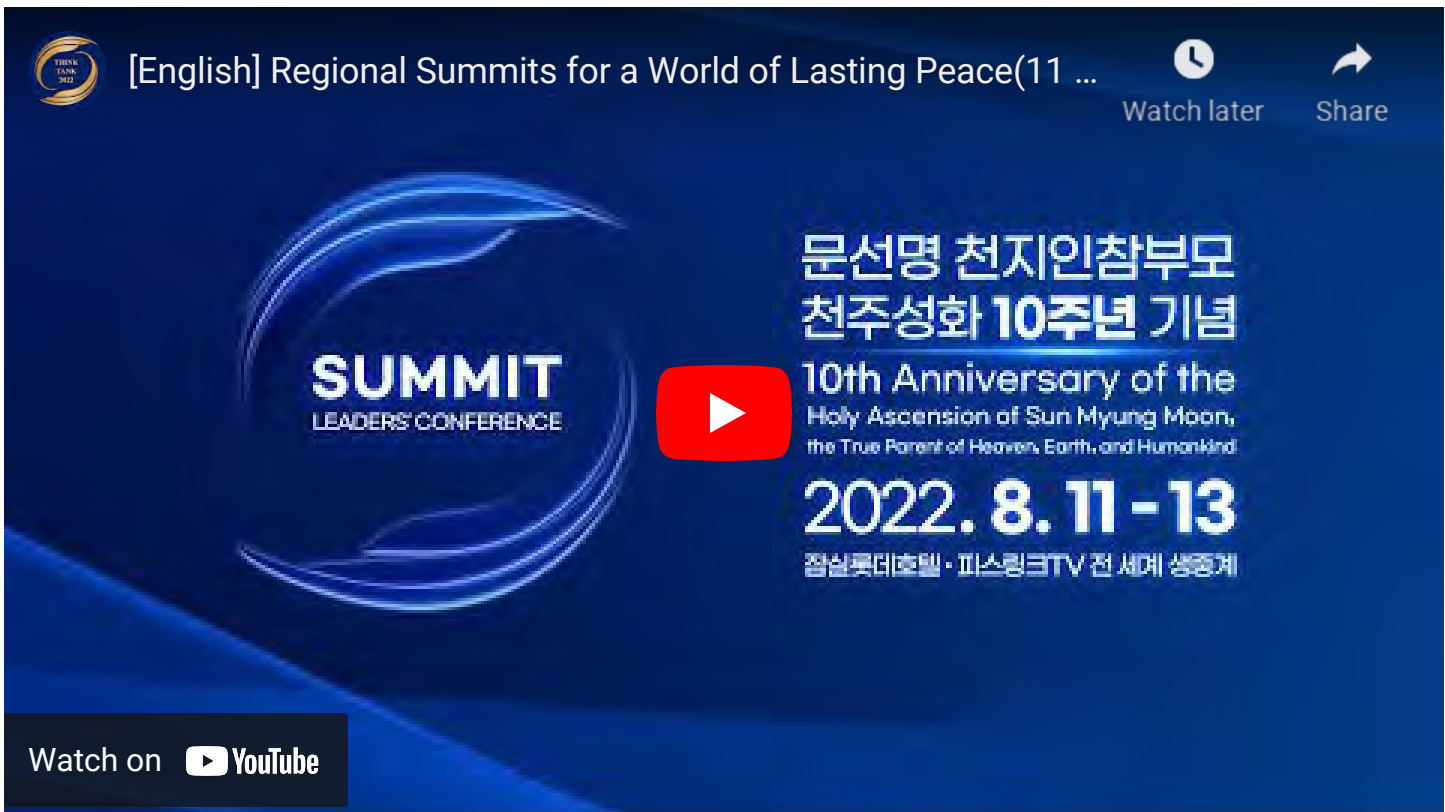 THINK
TANK
2022
[English] Regional Summits for a World of Lasting Peace(11 ...
Watch later
Share
SUMMIT
LEADERS' CONFERENCE
문선명 천지인참부모
천주성화 10주년 기념
10th Anniversary of the
Holy Ascension of Sun Myung Moon,
the True Parent of Heaven, Earth, and Humankind
2022. 8. 11 - 13
잠실롯데호텔 · 피스링크TV 전 세계 생중계
Watch on YouTube